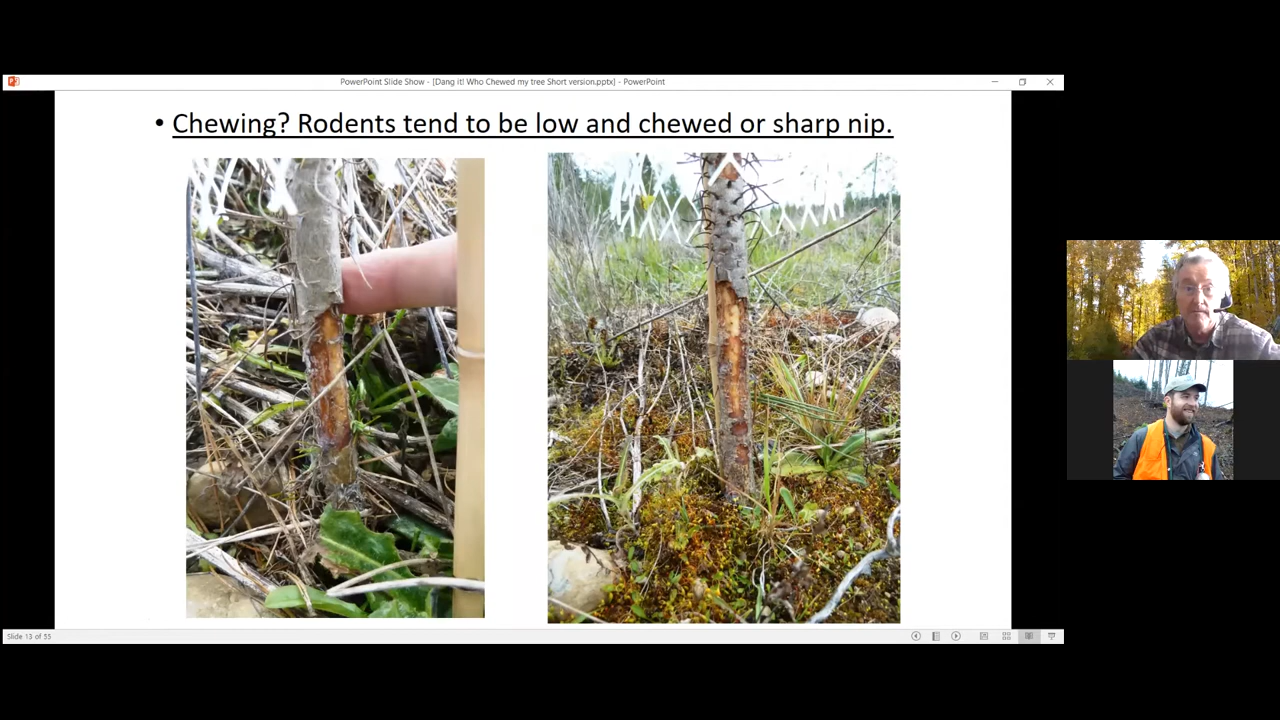 PowerPoint Slide Show - [Dang it! Who Chewed my tree Short version.pptx] - PowerPoint
• Chewing? Rodents tend to be low and chewed or sharp nip.
Slide 13 of 55